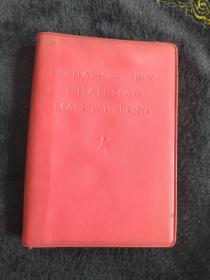 QUOTATIONS FROM
CHAIRMAN
MAO TSE-TUNG